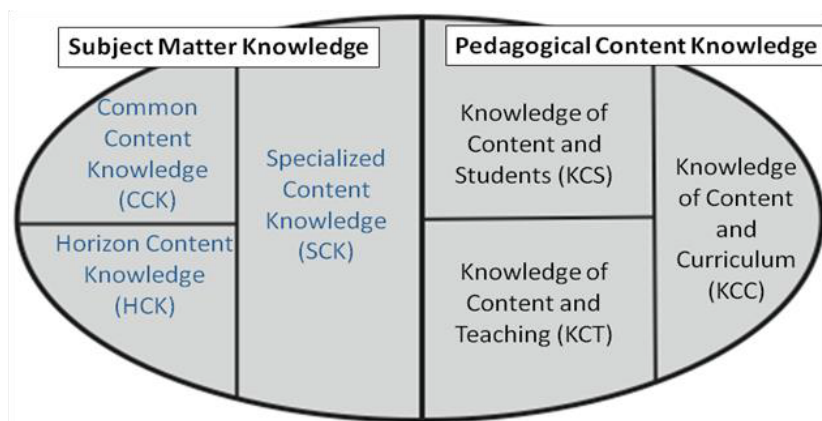 Subject Matter Knowledge
Pedagogical Content Knowledge
Common
Content
Knowledge
(CCK)
Horizon Content
Knowledge
(HCK)
Specialized
Content
Knowledge
(SCK)
Knowledge of
Content and
Students (KCS)
Knowledge of
Content and
Teaching (KCT)
Knowledge
of Content
and
Curriculum
(KCC)